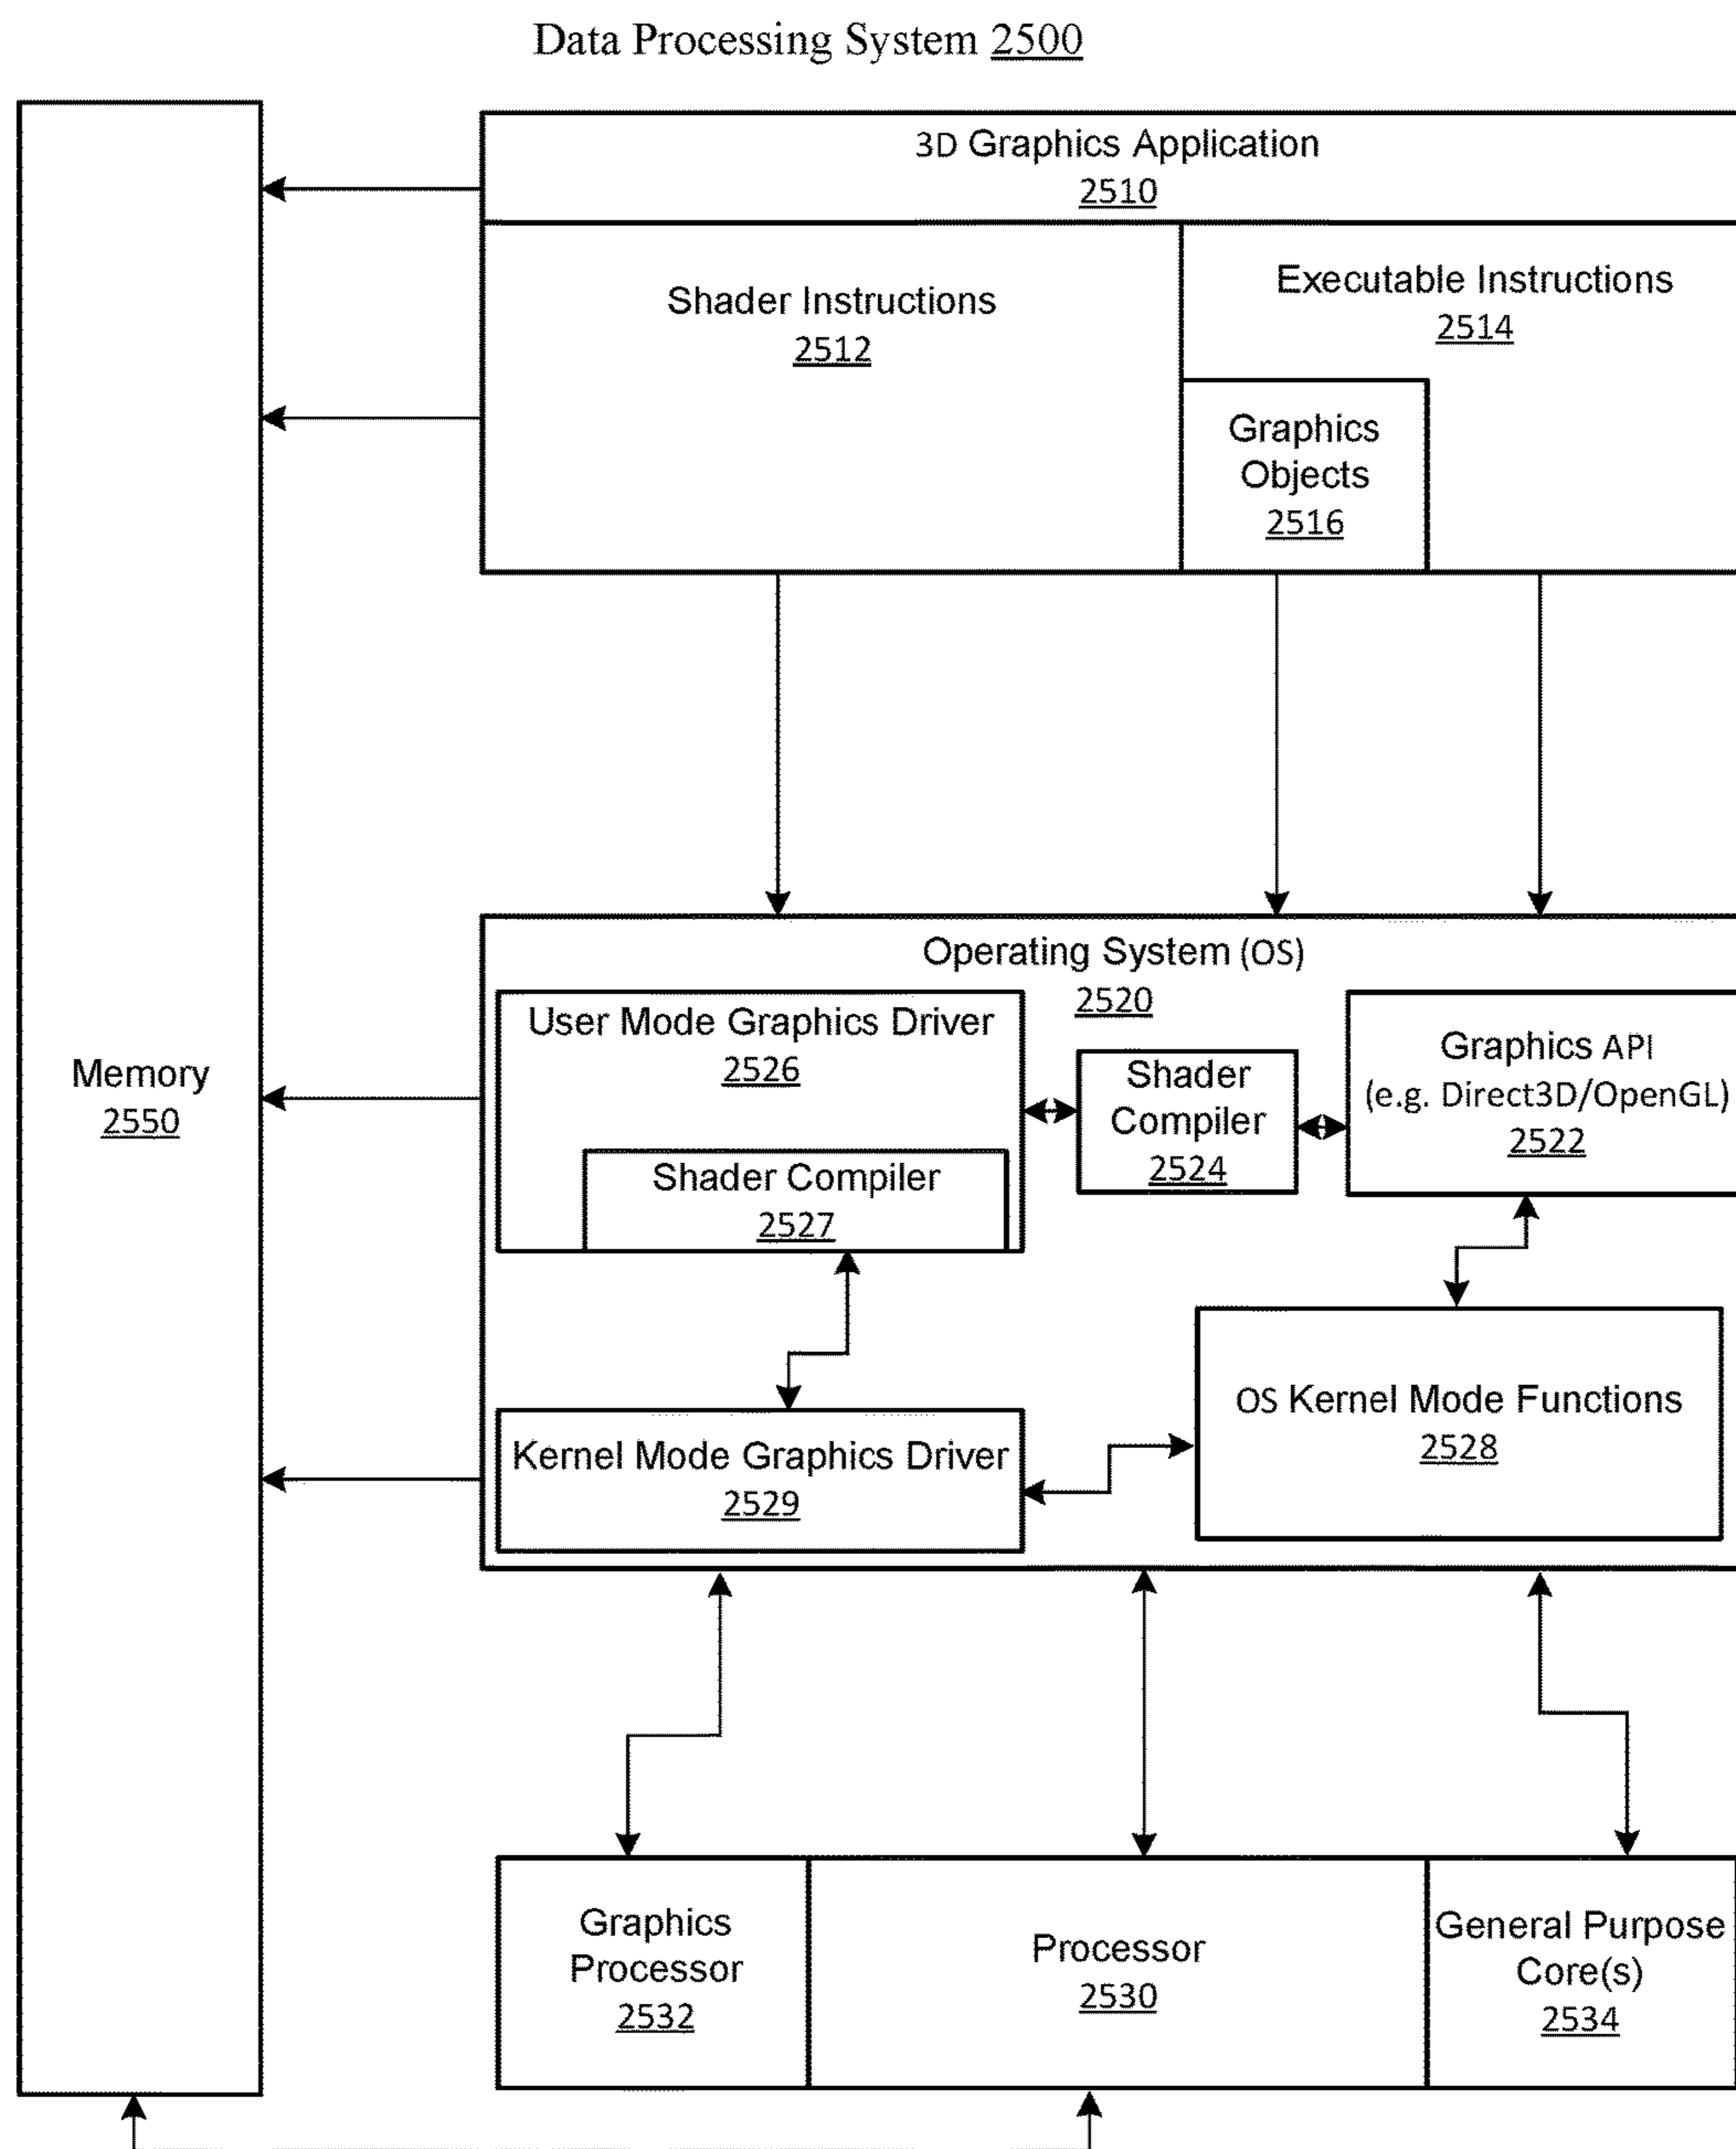 Data Processing System 2500
3D Graphics Application
2510
Shader Instructions
2512
Executable Instructions
2514
Graphics
Objects
2516
Memory
2550
Operating System (OS)
2520
User Mode Graphics Driver
2526
Shader Compiler
2527
Shader
Compiler
2524
Graphics API
(e.g. Direct3D/OpenGL)
2522
OS Kernel Mode Functions
2528
Kernel Mode Graphics Driver
2529
Graphics
Processor
2532
Processor
2530
General Purpose
Core(s)
2534